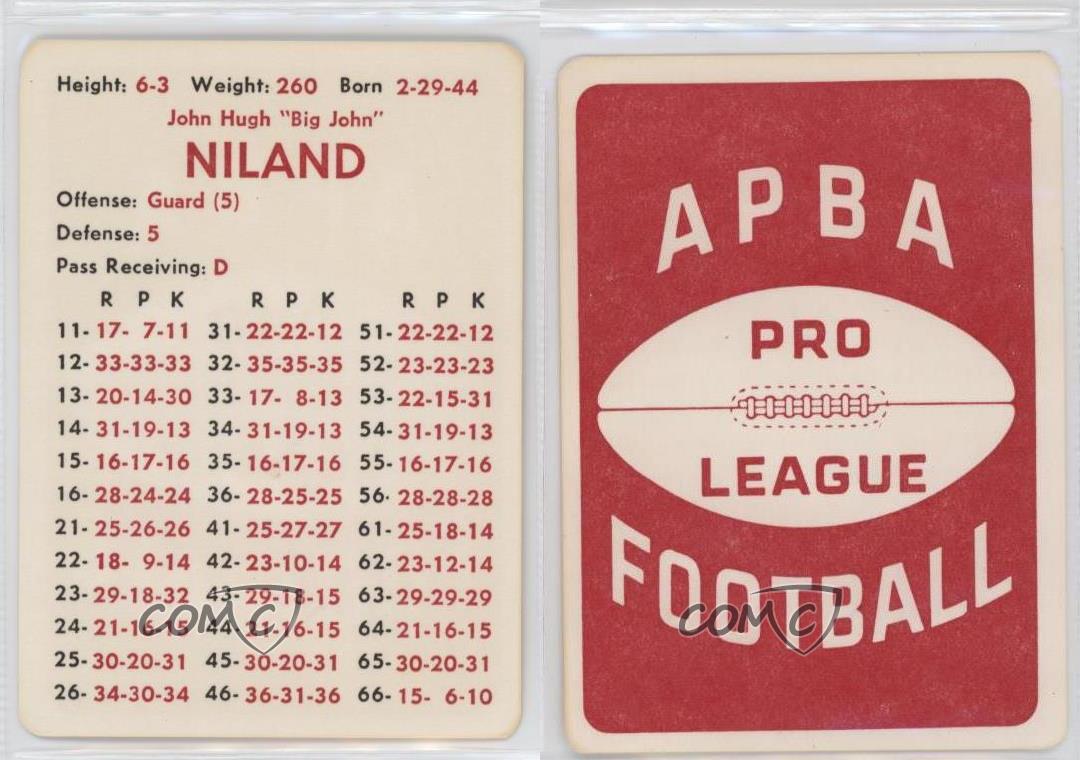 Height: 6-3 Weight: 260 Born 2-29-44
John Hugh "Big John"
NILAND
Offense: Guard (5)
Defense: 5
Pass Receiving: D
R P K R P K R P K
11- 17- 7-11 31- 22-22-12 51- 22-22-12
12- 33-33-33 32- 35-35-35 52- 23-23-23
13- 20-14-30 33- 17- 8-13 53- 22-15-31
14- 31-19-13 34- 31-19-13 54- 31-19-13
15- 16-17-16 35- 16-17-16 55- 16-17-16
16- 28-24-24 36- 28-25-25 56- 28-28-28
21- 25-26-26 41- 25-27-27 61- 25-18-14
22- 18- 9-14 42- 23-10-14 62- 23-12-14
23- 29-18-32 43- 29-18-15 63- 29-29-29
24- 21-16-15 44- 21-16-15 64- 21-16-15
25- 30-20-31 45- 30-20-31 65- 30-20-31
26- 34-30-34 46- 36-31-36 66- 15- 6-10
COMC
APBA
PRO
LEAGUE
FOOTBALL
COMC